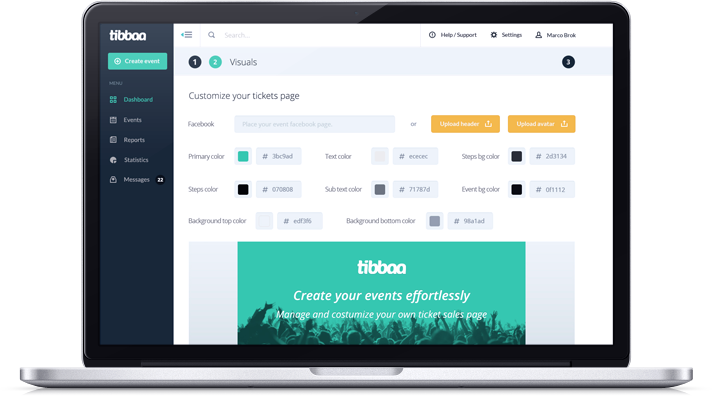 tibbaa
Search...
Help / Support
Settings
Marco Brok
Create event
1
2
Visuals
3
MENU
Dashboard
Events
Reports
Statistics
Messages 22
Customize your tickets page
Facebook
Place your event facebook page
or
Upload header
Upload avatar
Primary color # 3bc9ad
Text color # ececec
Steps bg color # 2d3134
Steps color # 070808
Sub text color # 71787d
Event bg color # 0f1112
Background top color # edf3f6
Background bottom color # 98a1ad
tibbaa
Create your events effortlessly
Manage and costumize your own ticket sales page